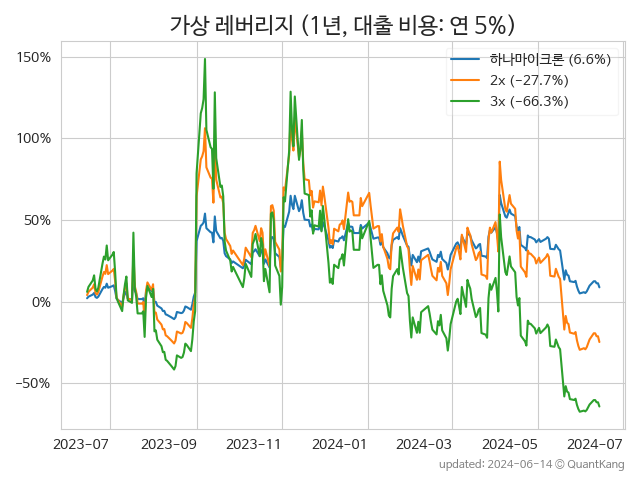 가상 레버리지 (1년, 대출 비용: 연 5%)
하나마이크론 (6.6%)
2x (−27.7%)
3x (−66.3%)
150%
100%
50%
0%
−50%
2023−07 2023−09 2023−11 2024−01 2024−03 2024−05 2024−07
updated: 2024-06-14 © QuantKang